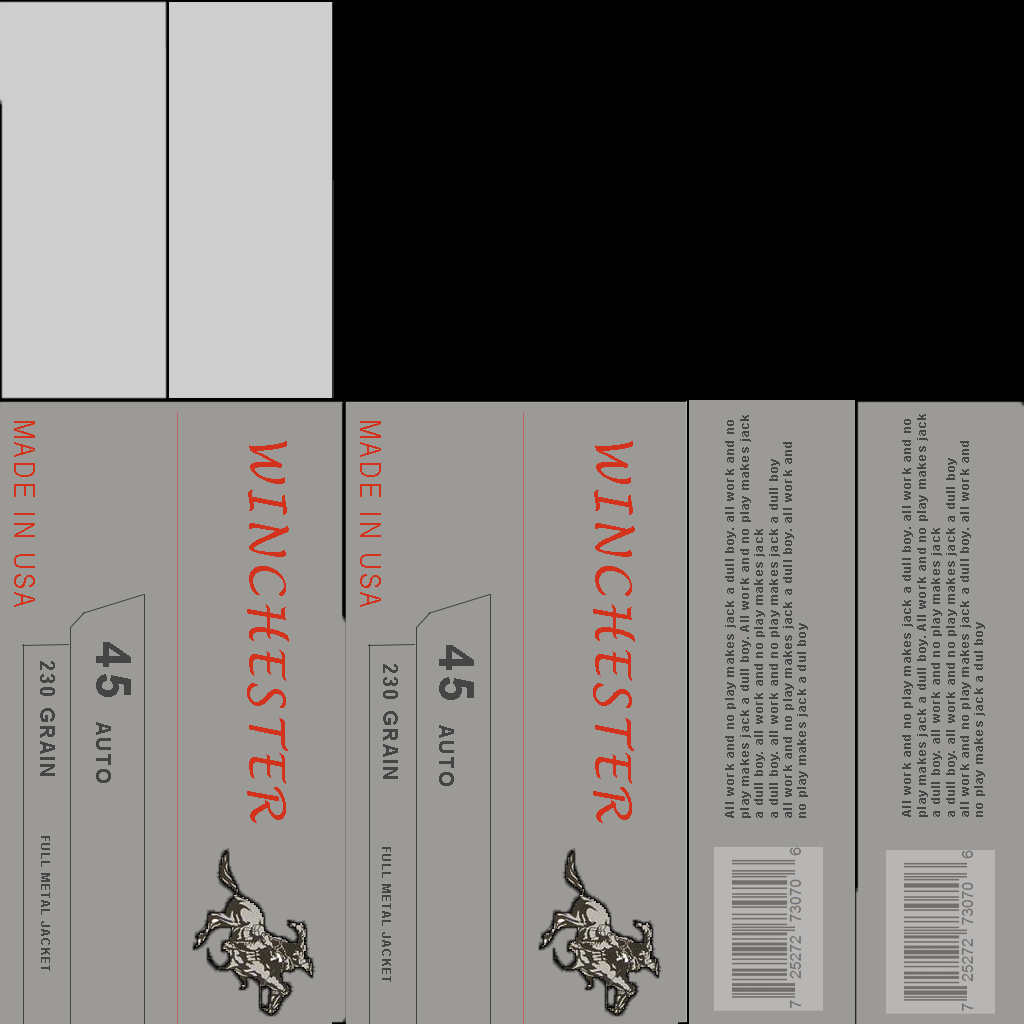 MADE IN USA
WINCHESTER
45 AUTO
230 GRAIN
FULL METAL JACKET
MADE IN USA
WINCHESTER
45 AUTO
230 GRAIN
FULL METAL JACKET
All work and no play makes jack a dull boy. all work and no
play makes jack a dull boy. All work and no play makes jack
a dull boy. all work and no play makes jack
a dull boy. all work and no play makes jack a dull boy
all work and no play makes jack a dull boy. all work and
no play makes jack a dul boy
7 25272 73070 6
All work and no play makes jack a dull boy. all work and no
play makes jack a dull boy. All work and no play makes jack
a dull boy. all work and no play makes jack
a dull boy. all work and no play makes jack a dull boy
all work and no play makes jack a dull boy. all work and
no play makes jack a dul boy
7 25272 73070 6